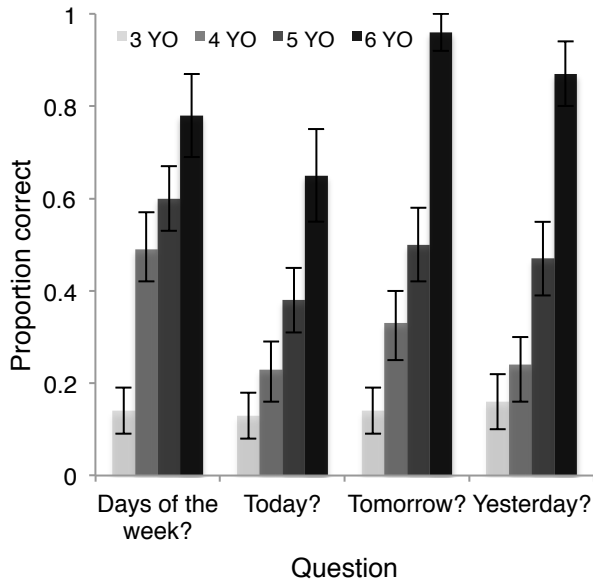 1
3 YO 4 YO 5 YO 6 YO
0.8
0.6
0.4
0.2
0
Proportion correct
Days of the week?
Today?
Tomorrow?
Yesterday?
Question